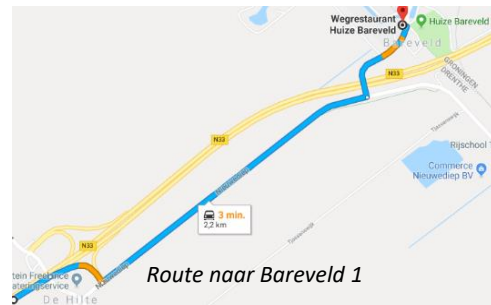 Wegrestaurant
Huize Bareveld
Huize Bareveld
Bareveld
N33
GRONINGEN
DRENTHE
N33
Rijschool
Commerce
Nieuwediep BV
3 min.
2,2 km
N33
De Hilte
Route naar Bareveld 1